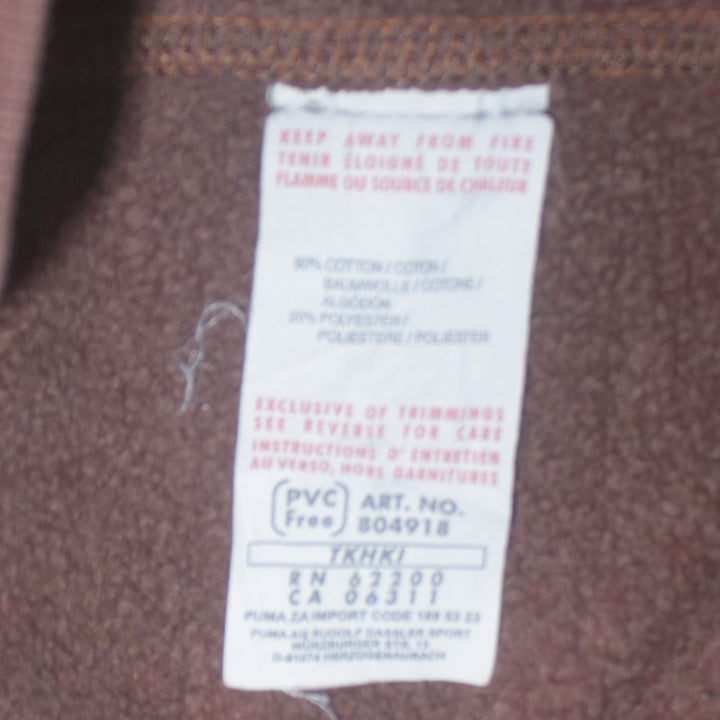 KEEP AWAY FROM FIRE
TENIR ÉLOIGNÉ DE TOUTE
FLAMME OU SOURCE DE CHALEUR
80% COTTON / COTON /
BAUMWOLLE / COTONE /
ALGODÓN
20% POLYESTER /
POLIESTERE / POLIÉSTER
EXCLUSIVE OF TRIMMINGS
SEE REVERSE FOR CARE
INSTRUCTIONS D' ENTRETIEN
AU VERSO, HORS GARNITURES
PVC Free
ART. NO. 804918
TKHKI
RN 62200
CA 06311
PUMA ZA IMPORT CODE 189 53 23
PUMA AG RUDOLF DASSLER SPORT
WÜRZBURGER STR. 13
D-91074 HERZOGENAURACH